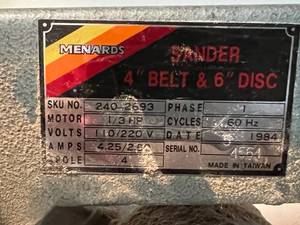 MENARDS
SANDER
4" BELT & 6" DISC
SKU NO. 240-2693 PHASE 1
MOTOR 1/3 HP CYCLES 60 Hz
VOLTS 110/220 V DATE 1984
AMPS 4.25/2.60 SERIAL NO.
POLE 4 MADE IN TAIWAN